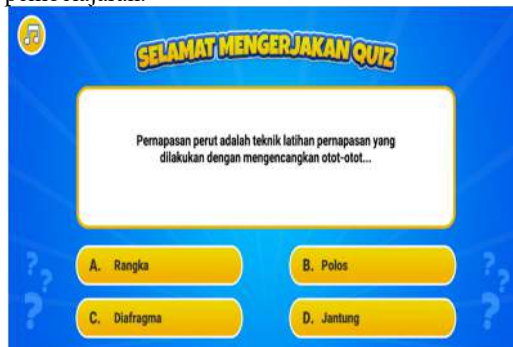 SELAMAT MENGERJAKAN QUIZ
Pernapasan perut adalah teknik latihan pernapasan yang
dilakukan dengan mengencangkan otot-otot...
A. Rangka
B. Polos
C. Diafragma
D. Jantung